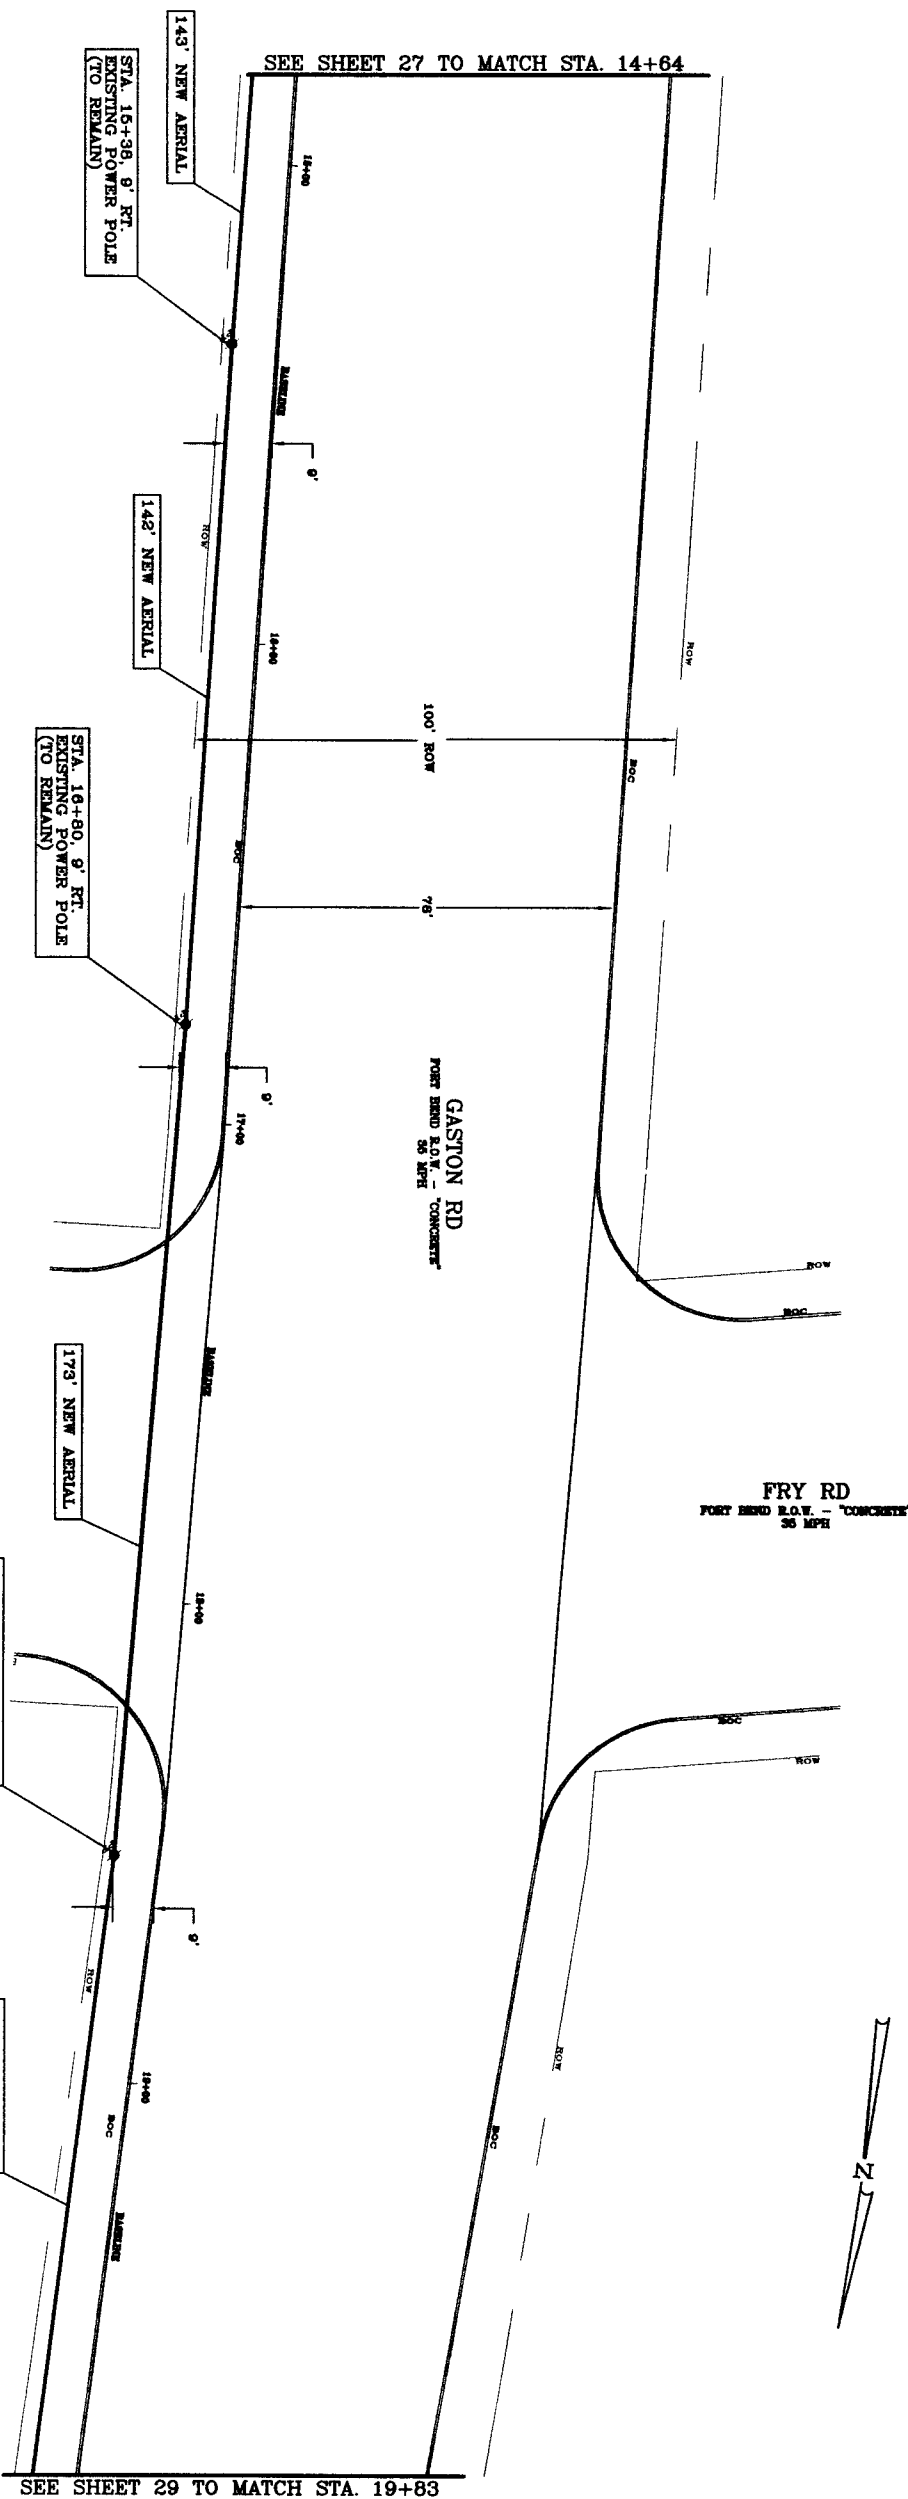 SEE SHEET 27 TO MATCH STA. 14+64
143' NEW AERIAL
STA. 15+38, 9' RT.
EXISTING POWER POLE
(TO REMAIN)
15+00
BASELINE
9'
ROW
142' NEW AERIAL
16+00
ROW
100' ROW
BOC
BOC
78'
STA. 16+80, 9' RT.
EXISTING POWER POLE
(TO REMAIN)
9'
17+00
GASTON RD
FORT BEND R.O.W. - "CONCRETE"
35 MPH
ROW
BOC
BASELINE
173' NEW AERIAL
FRY RD
FORT BEND R.O.W. - "CONCRETE"
35 MPH
18+00
BOC
ROW
9'
ROW
ROW
19+00
BOC
BOC
BASELINE
N
SEE SHEET 29 TO MATCH STA. 19+83